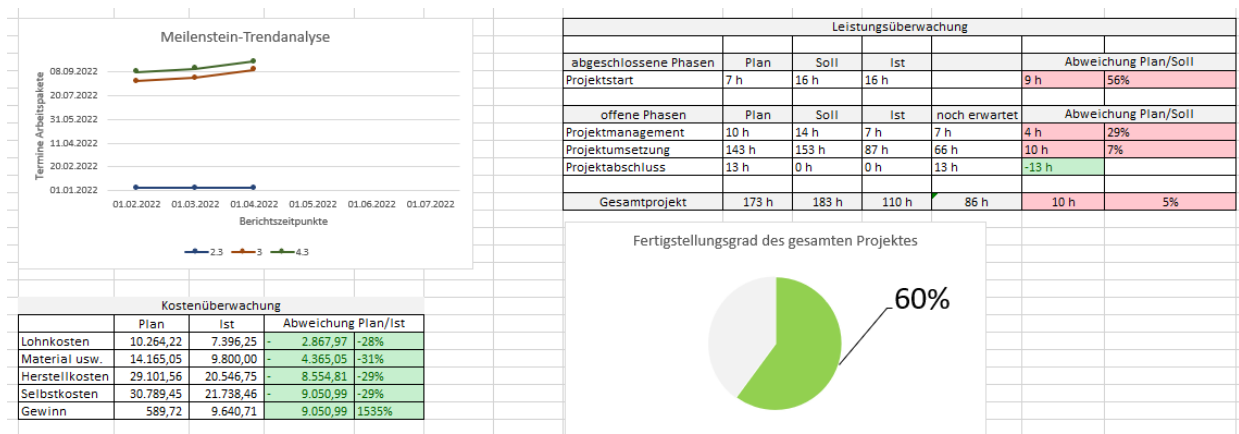 Meilenstein-Trendanalyse
Termine Arbeitspakete
08.09.2022
20.07.2022
31.05.2022
11.04.2022
20.02.2022
01.01.2022
01.02.2022 01.03.2022 01.04.2022 01.05.2022 01.06.2022 01.07.2022
Berichtszeitpunkte
2.3 3 4.3
Kostenüberwachung
Plan Ist Abweichung Plan/Ist
Lohnkosten 10.264,22 7.396,25 - 2.867,97 -28%
Material usw. 14.165,05 9.800,00 - 4.365,05 -31%
Herstellkosten 29.101,56 20.546,75 - 8.554,81 -29%
Selbstkosten 30.789,45 21.738,46 - 9.050,99 -29%
Gewinn 589,72 9.640,71 9.050,99 1535%
Leistungsüberwachung
abgeschlossene Phasen Plan Soll Ist Abweichung Plan/Soll
Projektstart 7 h 16 h 16 h 9 h 56%
offene Phasen Plan Soll Ist noch erwartet Abweichung Plan/Soll
Projektmanagement 10 h 14 h 7 h 7 h 4 h 29%
Projektumsetzung 143 h 153 h 87 h 66 h 10 h 7%
Projektabschluss 13 h 0 h 0 h 13 h -13 h
Gesamtprojekt 173 h 183 h 110 h 86 h 10 h 5%
Fertigstellungsgrad des gesamten Projektes
60%